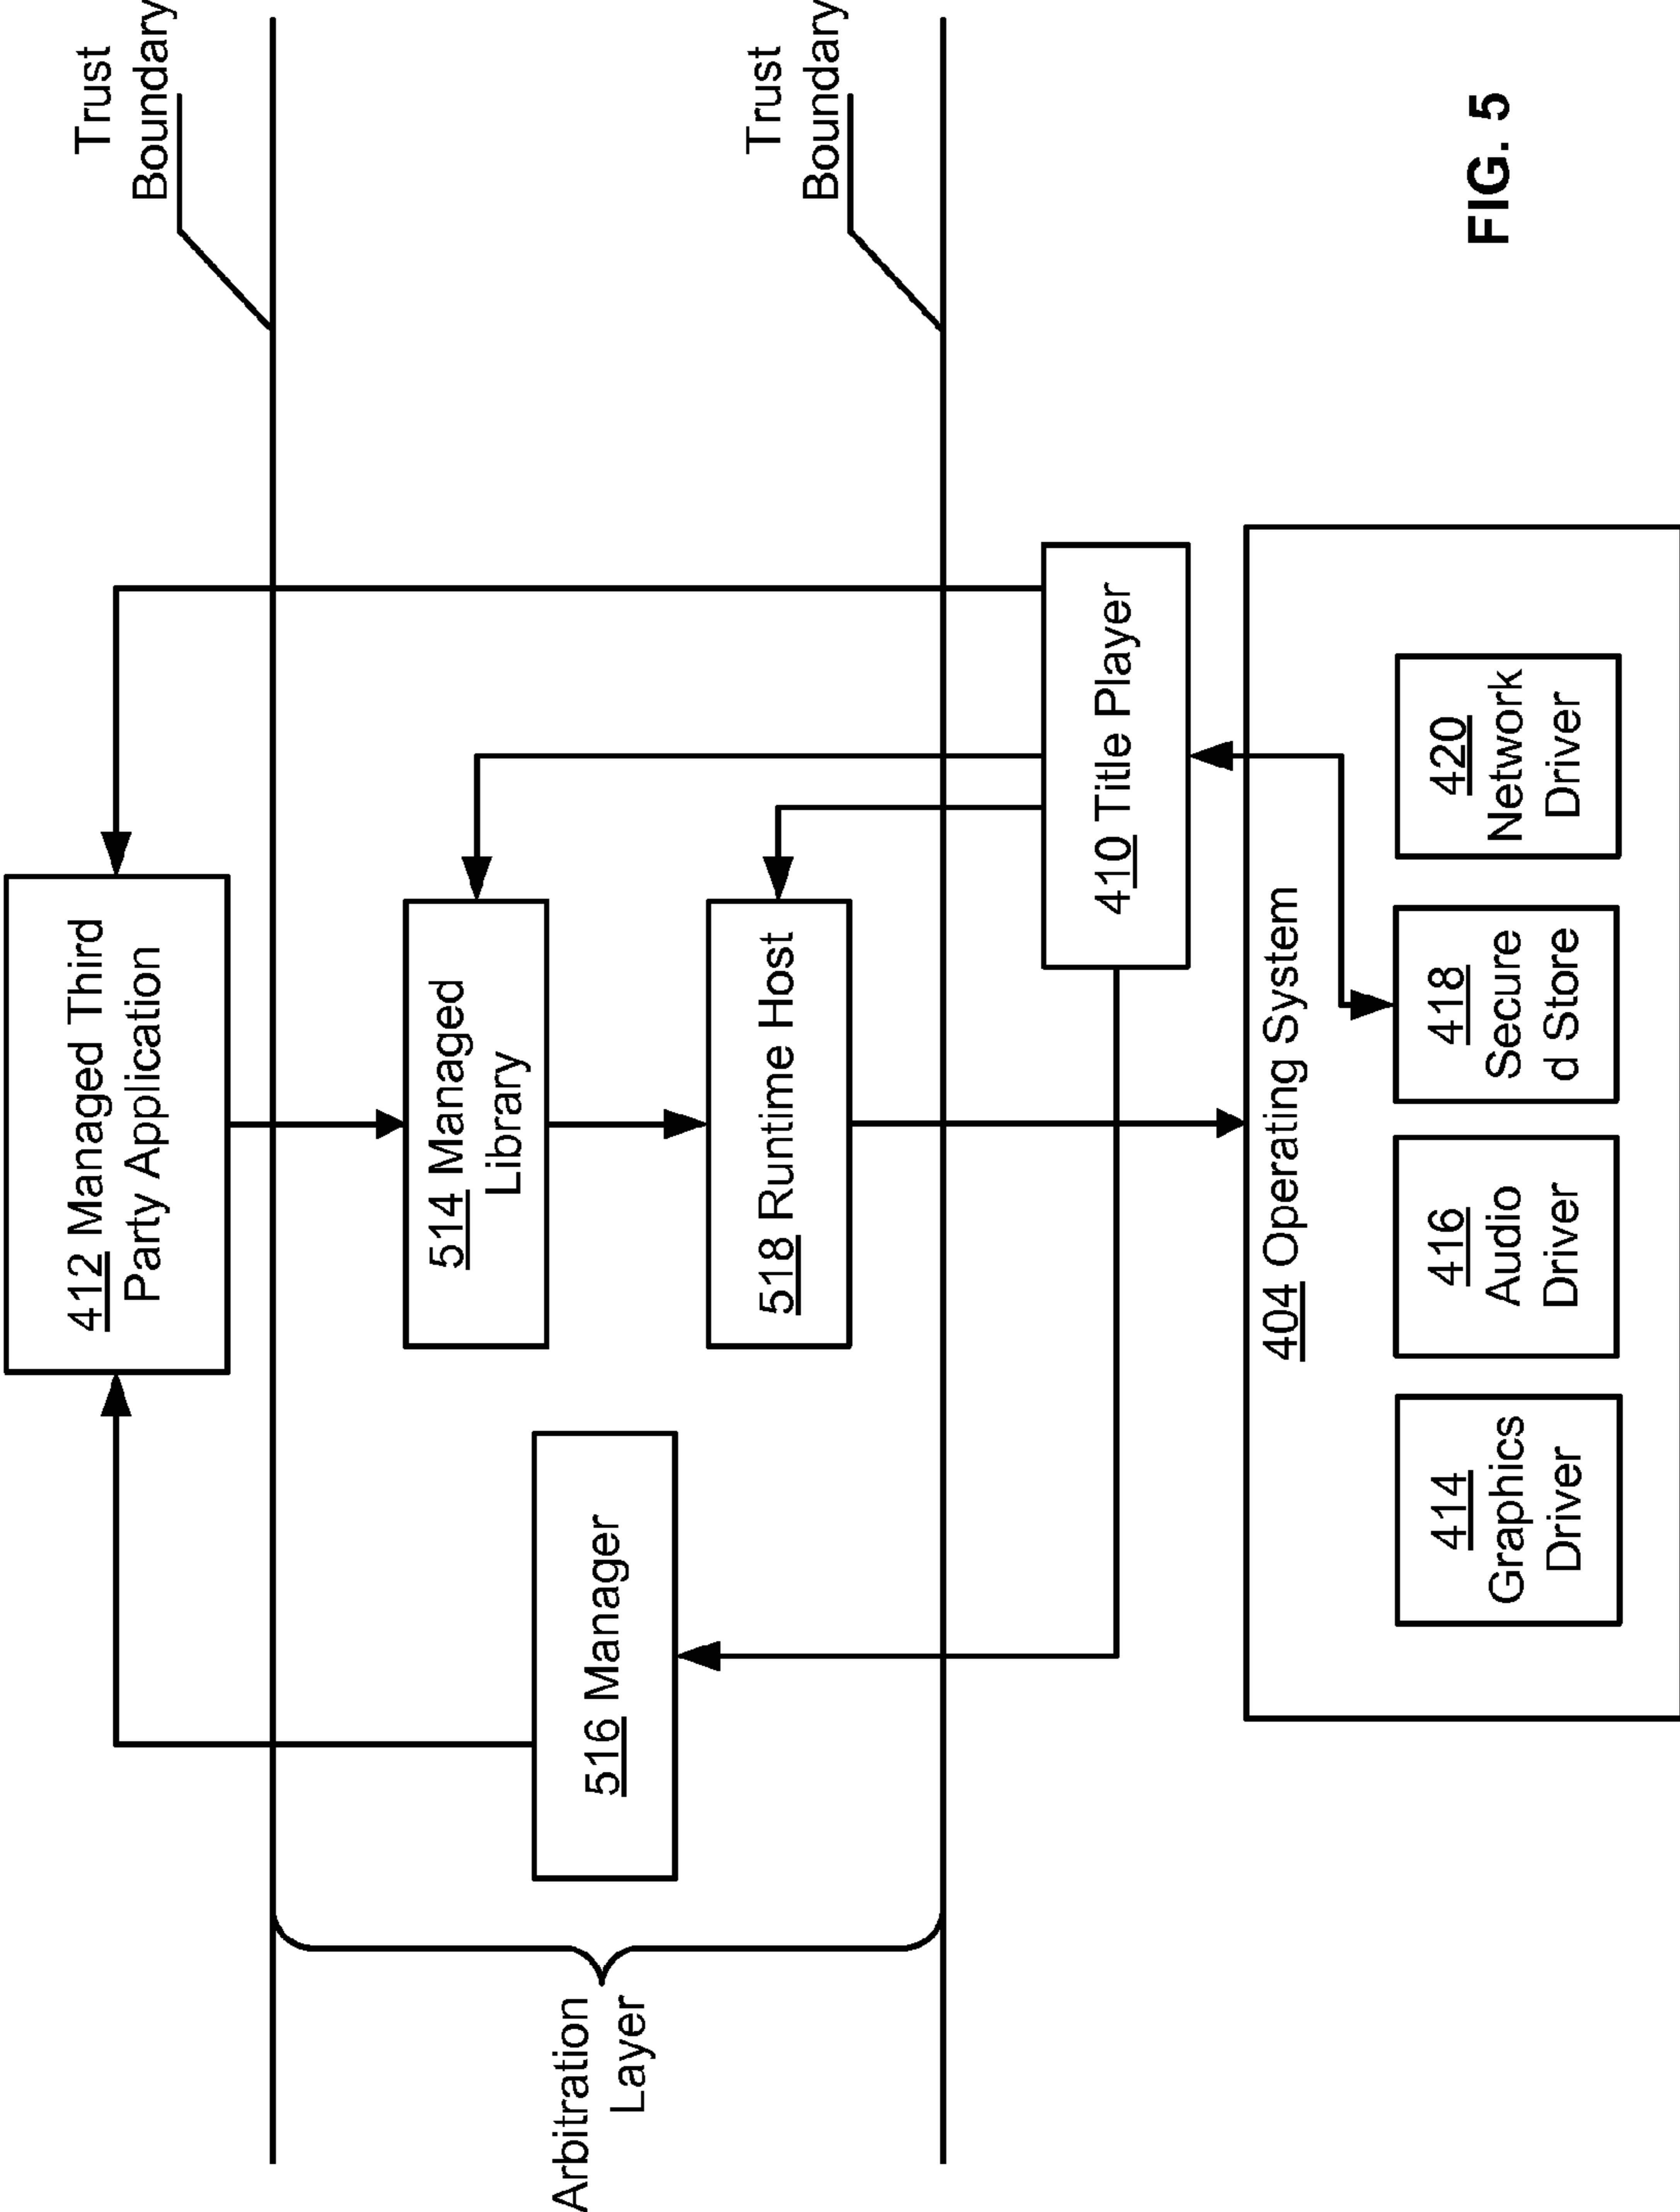 412 Managed Third
Party Application
Trust
Boundary
514 Managed
Library
516 Manager
Arbitration
Layer
518 Runtime Host
Trust
Boundary
410 Title Player
404 Operating System
414
Graphics
Driver
416
Audio
Driver
418
Secure
d Store
420
Network
Driver
FIG. 5